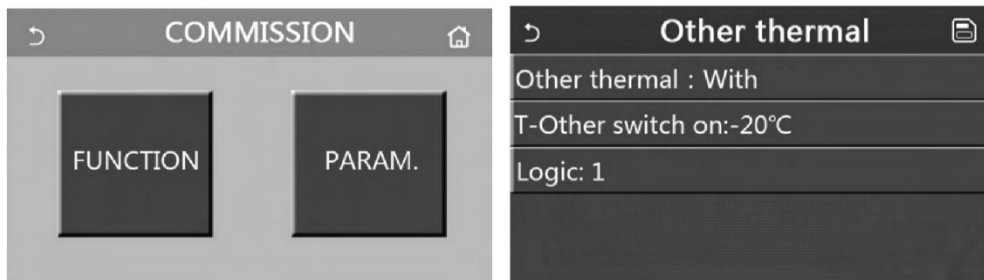 COMMISSION
FUNCTION
PARAM.
Other thermal
Other thermal : With
T-Other switch on:-20℃
Logic: 1